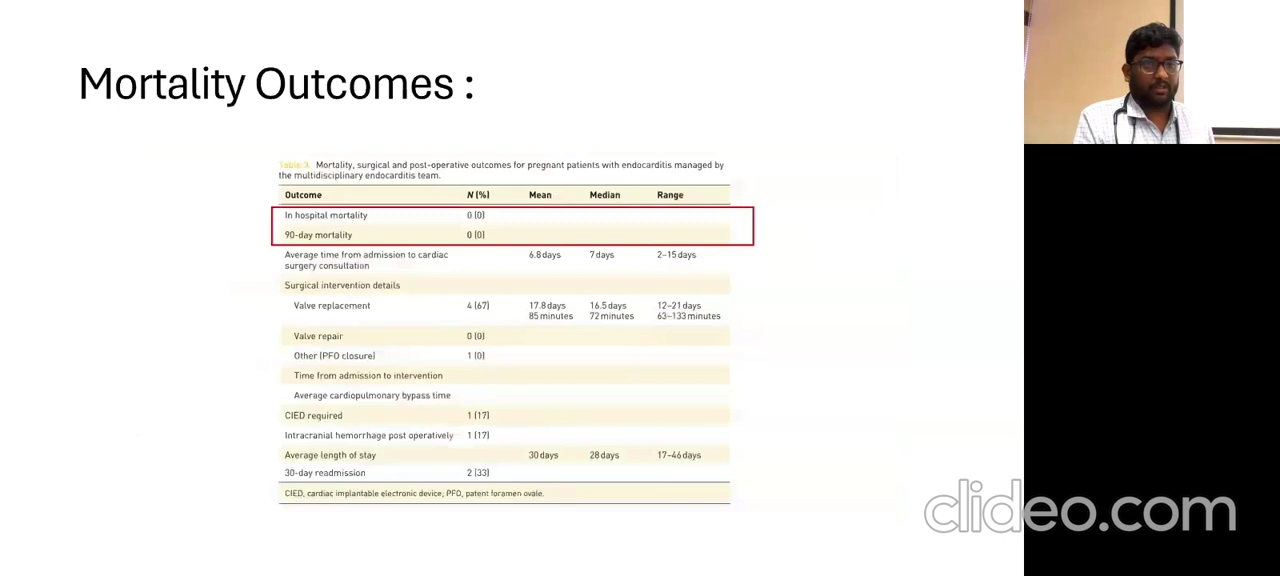 Mortality Outcomes :
Table 3. Mortality, surgical and post-operative outcomes for pregnant patients with endocarditis managed by
the multidisciplinary endocarditis team.
Outcome N (%) Mean Median Range
In hospital mortality 0 (0)
90-day mortality 0 (0)
Average time from admission to cardiac 6.8 days 7 days 2–15 days
surgery consultation
Surgical intervention details
Valve replacement 4 (67) 17.8 days 16.5 days 12–21 days
85 minutes 72 minutes 63–133 minutes
Valve repair 0 (0)
Other (PFO closure) 1 (0)
Time from admission to intervention
Average cardiopulmonary bypass time
CIED required 1 (17)
Intracranial hemorrhage post operatively 1 (17)
Average length of stay 30 days 28 days 17–46 days
30-day readmission 2 (33)
CIED, cardiac implantable electronic device; PFO, patent foramen ovale.
clideo.com